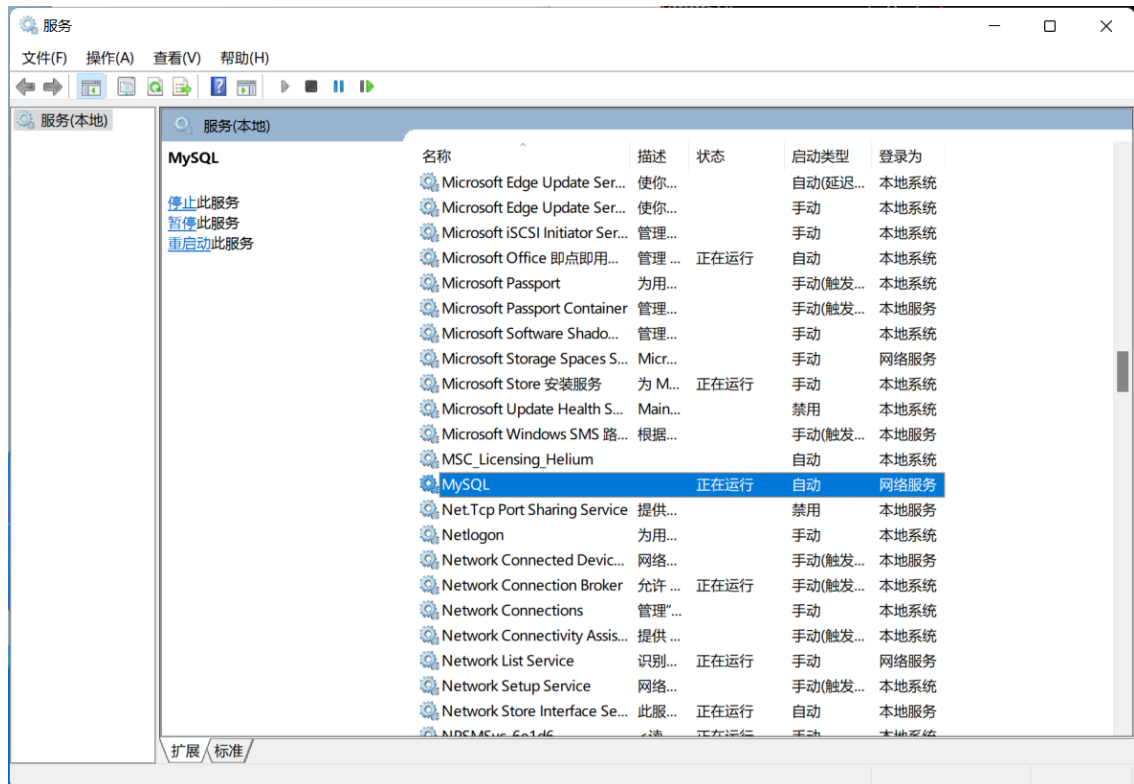 服务
文件(F) 操作(A) 查看(V) 帮助(H)
服务(本地)
服务(本地)
MySQL
停止此服务
暂停此服务
重启动此服务
名称 描述 状态 启动类型 登录为
Microsoft Edge Update Ser... 使你... 自动(延迟... 本地系统
Microsoft Edge Update Ser... 使你... 手动 本地系统
Microsoft iSCSI Initiator Ser... 管理... 手动 本地系统
Microsoft Office 即点即用... 管理 ... 正在运行 自动 本地系统
Microsoft Passport 为用... 手动(触发... 本地系统
Microsoft Passport Container 管理... 手动(触发... 本地服务
Microsoft Software Shado... 管理... 手动 本地系统
Microsoft Storage Spaces S... Micr... 手动 网络服务
Microsoft Store 安装服务 为 M... 正在运行 手动 本地系统
Microsoft Update Health S... Main... 禁用 本地系统
Microsoft Windows SMS 路... 根据... 手动(触发... 本地服务
MSC_Licensing_Helium 自动 本地系统
MySQL 正在运行 自动 网络服务
Net.Tcp Port Sharing Service 提供... 禁用 本地服务
Netlogon 为用... 手动 本地系统
Network Connected Devic... 网络... 手动(触发... 本地服务
Network Connection Broker 允许 ... 正在运行 手动(触发... 本地系统
Network Connections 管理“... 手动 本地系统
Network Connectivity Assis... 提供 ... 手动(触发... 本地系统
Network List Service 识别... 正在运行 手动 网络服务
Network Setup Service 网络... 手动(触发... 本地系统
Network Store Interface Se... 此服... 正在运行 自动 本地服务
正在运行 手动 本地系统
扩展 标准